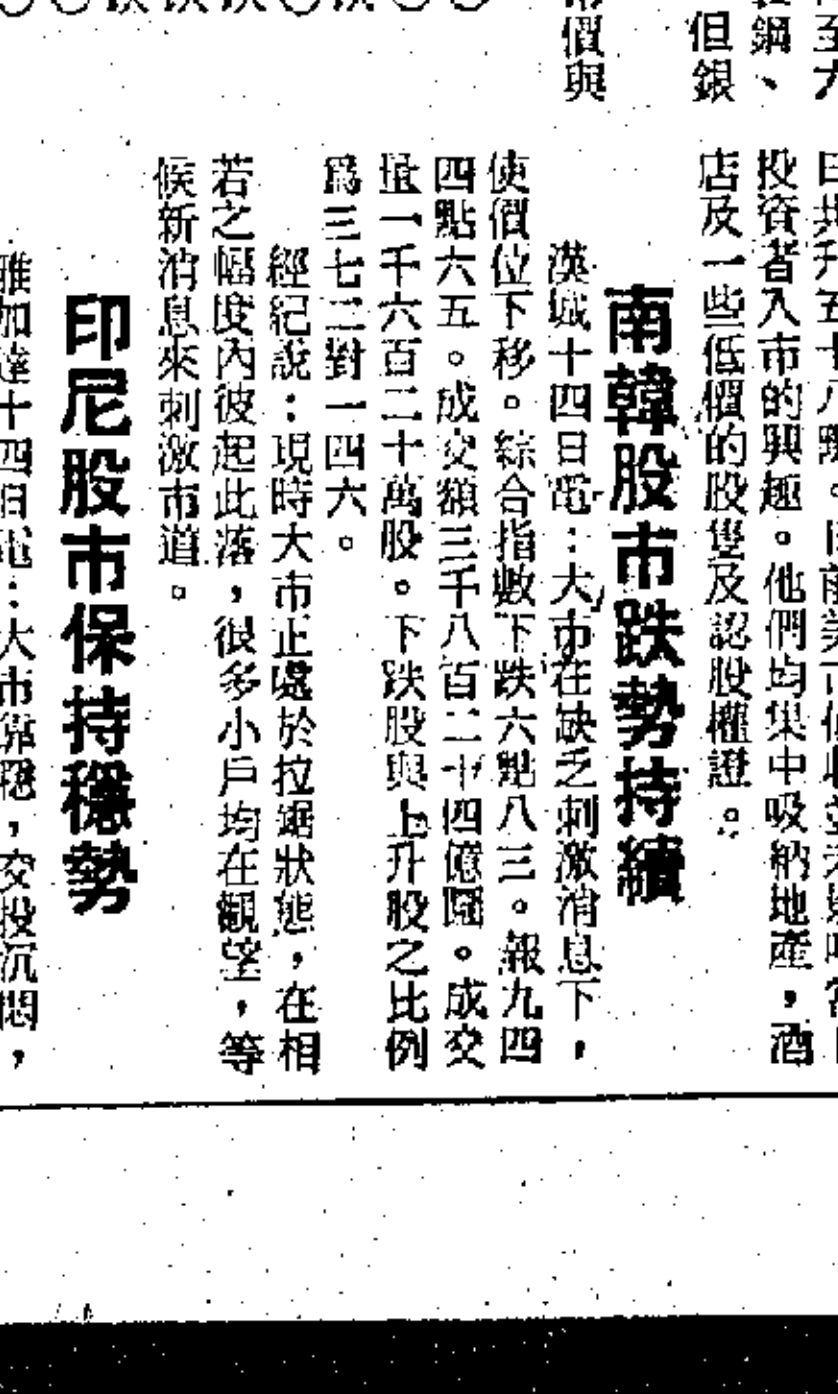 至六
鋼、
但銀
價與
投資者入市的興趣。他們均集中吸納地產，酒
店及一些低價的股隻及認股權證。
南韓股市跌勢持續
漢城十四日電：大市在缺乏刺激消息下，
使價位下移。綜合指數下跌六點八三。報九四
四點六五。成交額三千八百二十四億圜。成交
量一千六百二十萬股。下跌股與上升股之比例
爲三七二對一四六。
經紀說：現時大市正處於拉鋸狀態，在相
若之幅度內彼起此落，很多小戶均在觀望，等
候新消息來刺激市道。
印尼股市保持穩勢
雅加達十四日電：大市靠穩，交投沉悶，